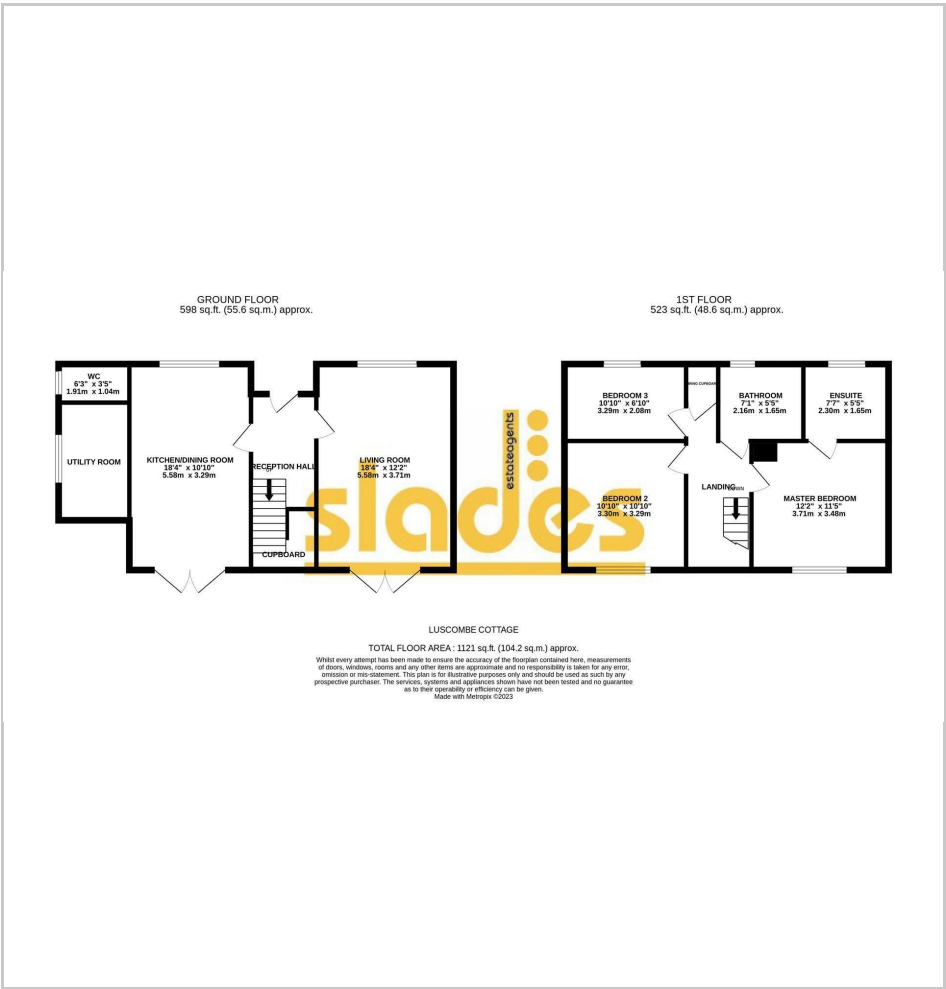 GROUND FLOOR
598 sq.ft. (55.6 sq.m.) approx.
WC
6'3" x 3'5"
1.91m x 1.04m
UTILITY ROOM
KITCHEN/DINING ROOM
18'4" x 10'10"
5.58m x 3.29m
RECEPTION HALL
UP
CUPBOARD
LIVING ROOM
18'4" x 12'2"
5.58m x 3.71m
1ST FLOOR
523 sq.ft. (48.6 sq.m.) approx.
BEDROOM 3
10'10" x 6'10"
3.29m x 2.08m
CUPBOARD
BATHROOM
7'1" x 5'5"
2.16m x 1.65m
ENSUITE
7'7" x 5'5"
2.30m x 1.65m
BEDROOM 2
10'10" x 10'10"
3.30m x 3.29m
LANDING
DOWN
MASTER BEDROOM
12'2" x 11'5"
3.71m x 3.48m
slades
estateagents
LUSCOMBE COTTAGE
TOTAL FLOOR AREA : 1121 sq.ft. (104.2 sq.m.) approx.
Whilst every attempt has been made to ensure the accuracy of the floorplan contained here, measurements
of doors, windows, rooms and any other items are approximate and no responsibility is taken for any error,
omission or mis-statement. This plan is for illustrative purposes only and should be used as such by any
prospective purchaser. The services, systems and appliances shown have not been tested and no guarantee
as to their operability or efficiency can be given.
Made with Metropix ©2023